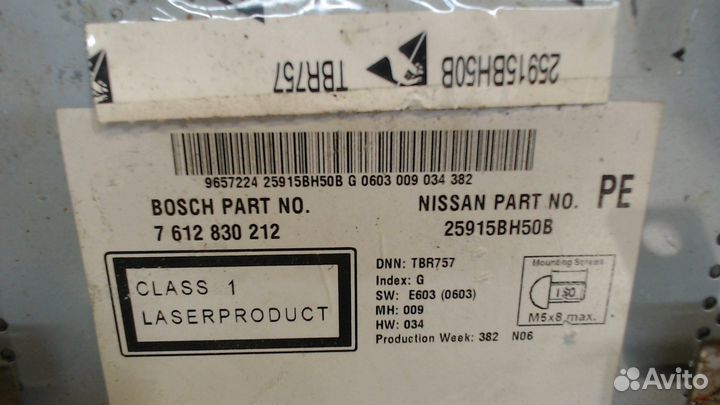 25915BH50B TBR757
9657224 25915BH50B G 0603 009 034 382
BOSCH PART NO.
7 612 830 212
NISSAN PART NO.
25915BH50B
PE
CLASS 1
LASERPRODUCT
DNN: TBR757
Index: G
SW: E603 (0603)
MH: 009
HW: 034
Production Week: 382 N06
Mounting Screws
ISO
M5x8 max.
Avito